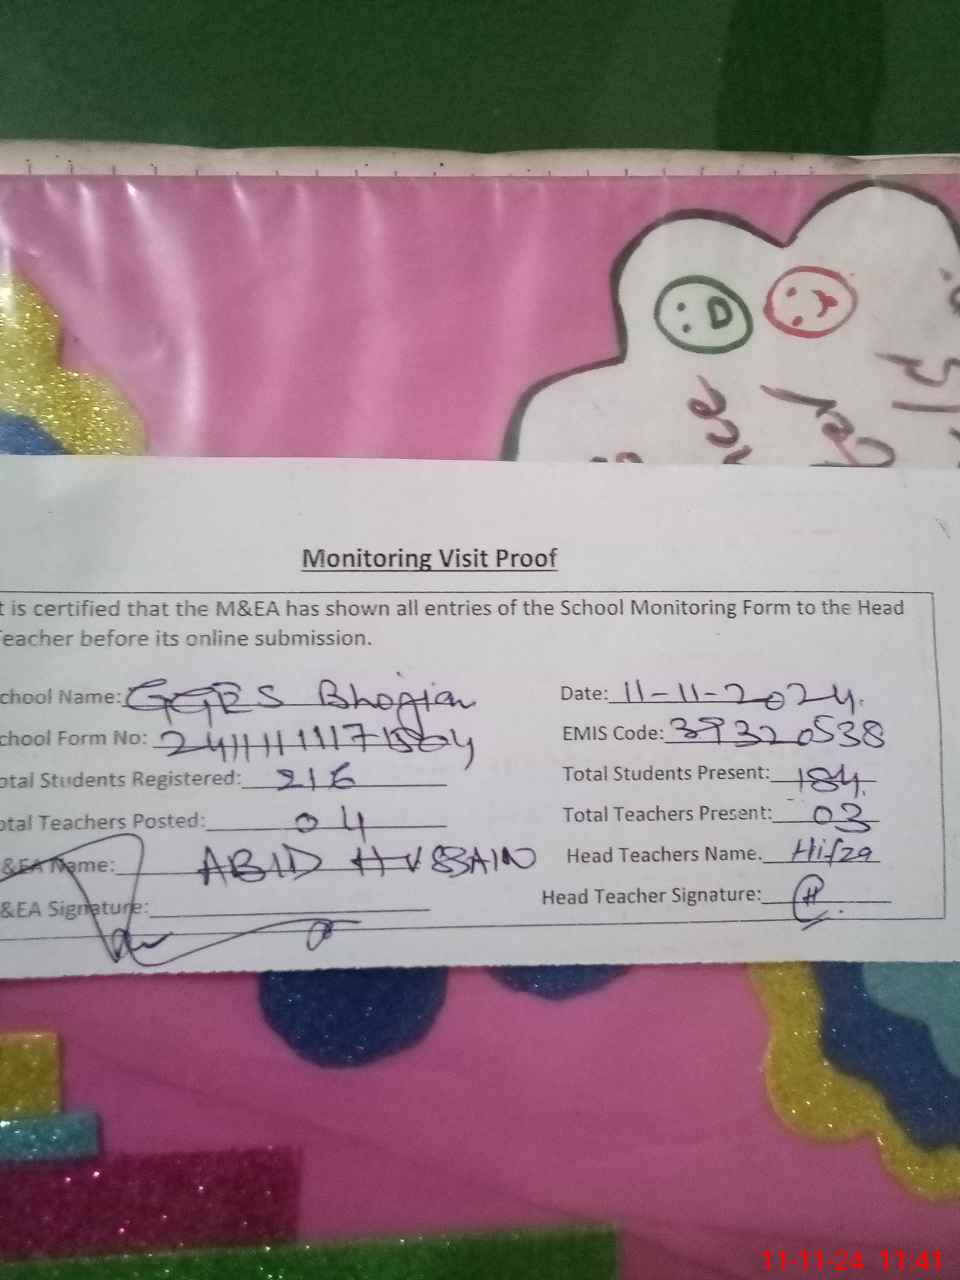 Monitoring Visit Proof
t is certified that the M&EA has shown all entries of the School Monitoring Form to the Head
eacher before its online submission.
chool Name: GGPS Bhogian Date: 11-11-2024.
chool Form No: EMIS Code: 39320538
otal Students Registered: 216 Total Students Present: 184.
otal Teachers Posted: 04 Total Teachers Present: 03
&EA Name: ABID HUSSAIN Head Teachers Name. Hifza
&EA Signature: Head Teacher Signature:
11-11-24 11:41